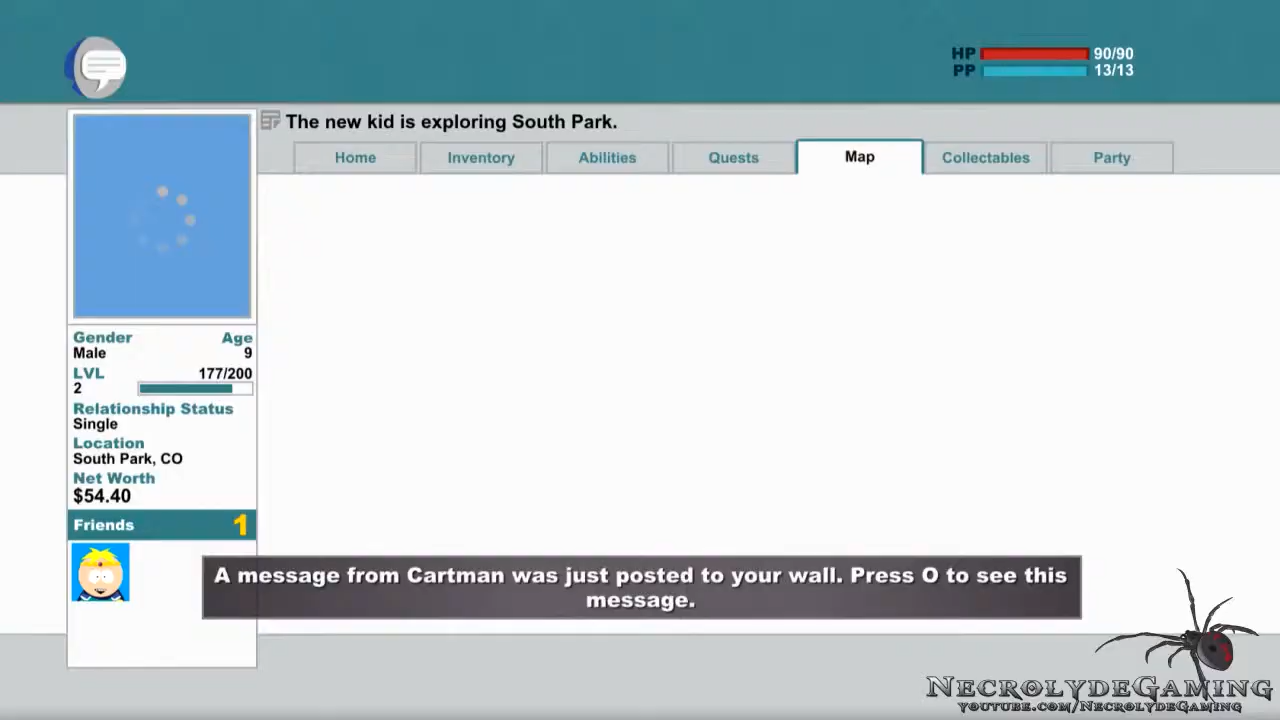 HP 90/90
PP 13/13
The new kid is exploring South Park.
Home Inventory Abilities Quests Map Collectables Party
Gender Age
Male 9
LVL 177/200
2
Relationship Status
Single
Location
South Park, CO
Net Worth
$54.40
Friends 1
A message from Cartman was just posted to your wall. Press O to see this
message.
NecrolydeGaming
youtube.com/NecrolydeGaming